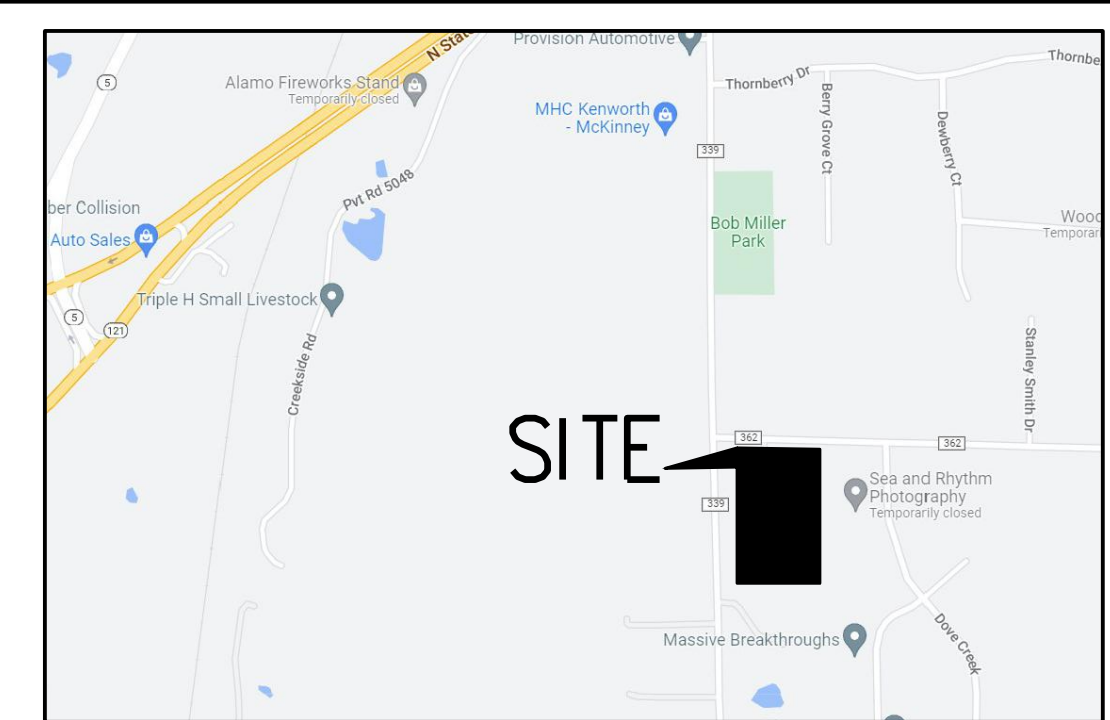 Provision Automotive
N State
5
Alamo Fireworks Stand
Temporarily closed
Thornberry Dr
Thornbe
MHC Kenworth
- McKinney
Berry Grove Ct
Dewberry Ct
339
Pvt Rd 5048
ber Collision
Auto Sales
Bob Miller
Park
Wood
Temporari
Triple H Small Livestock
5
121
Creekside Rd
Stanley Smith Dr
SITE
362
362
339
Sea and Rhythm
Photography
Temporarily closed
Massive Breakthroughs
Dove Creek